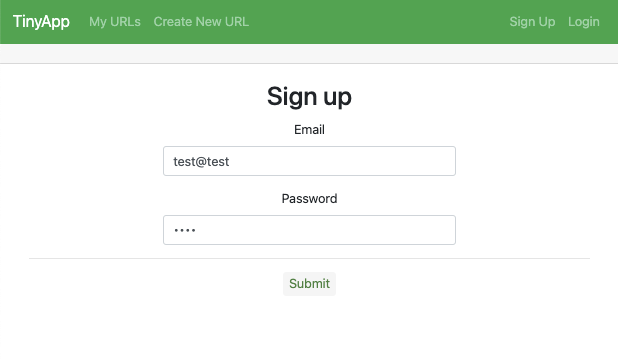 TinyApp My URLs Create New URL Sign Up Login
Sign up
Email
test@test
Password
••••
Submit